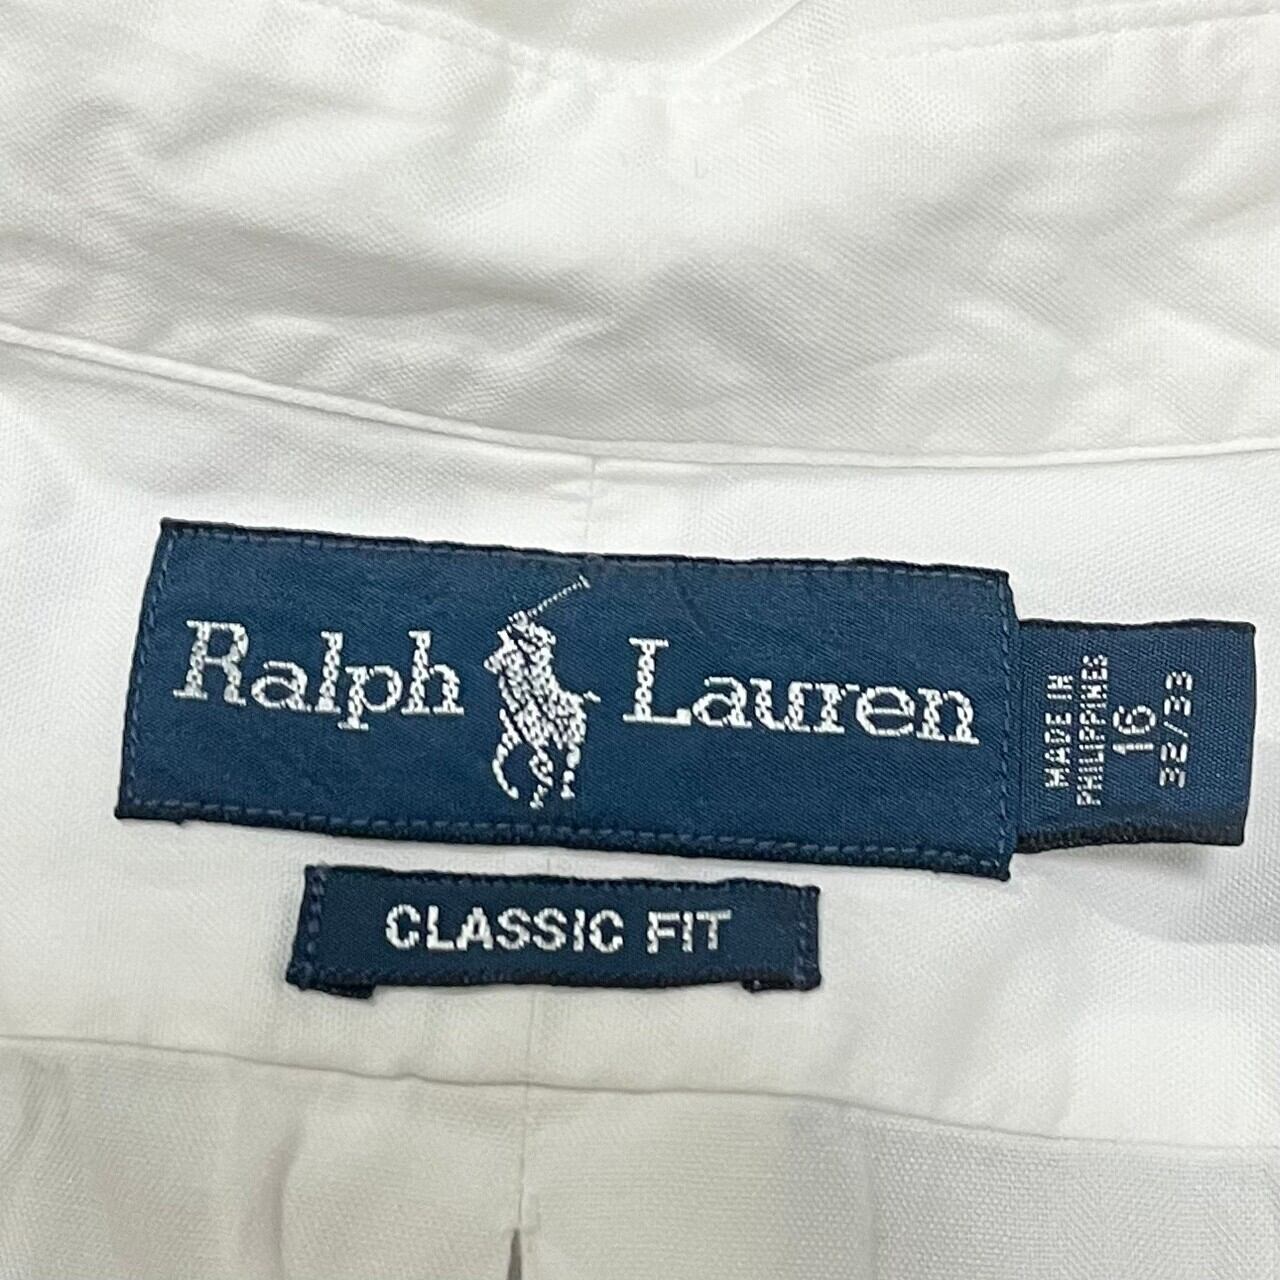 Ralph Lauren
MADE IN
PHILIPPINES
16
32/33
CLASSIC FIT